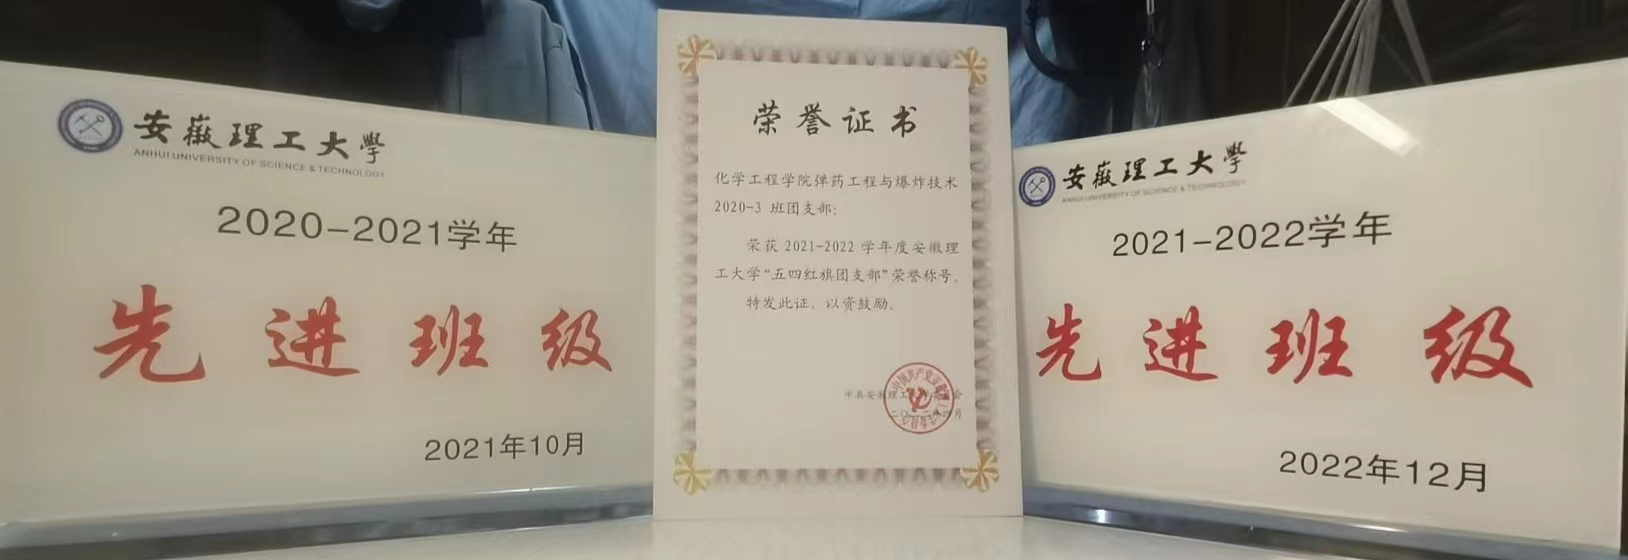 安徽理工大學
ANHUI UNIVERSITY OF SCIENCE & TECHNOLOGY
2020-2021学年
先进班级
2021年10月
荣誉证书
化学工程学院弹药工程与爆炸技术
2020-3 班团支部：
荣获 2021-2022 学年度安徽理
工大学“五四红旗团支部”荣誉称号。
特发此证，以资鼓励。
中共安徽理工
安徽理工大學
ANHUI UNIVERSITY OF SCIENCE & TECHNOLOGY
2021-2022学年
先进班级
2022年12月